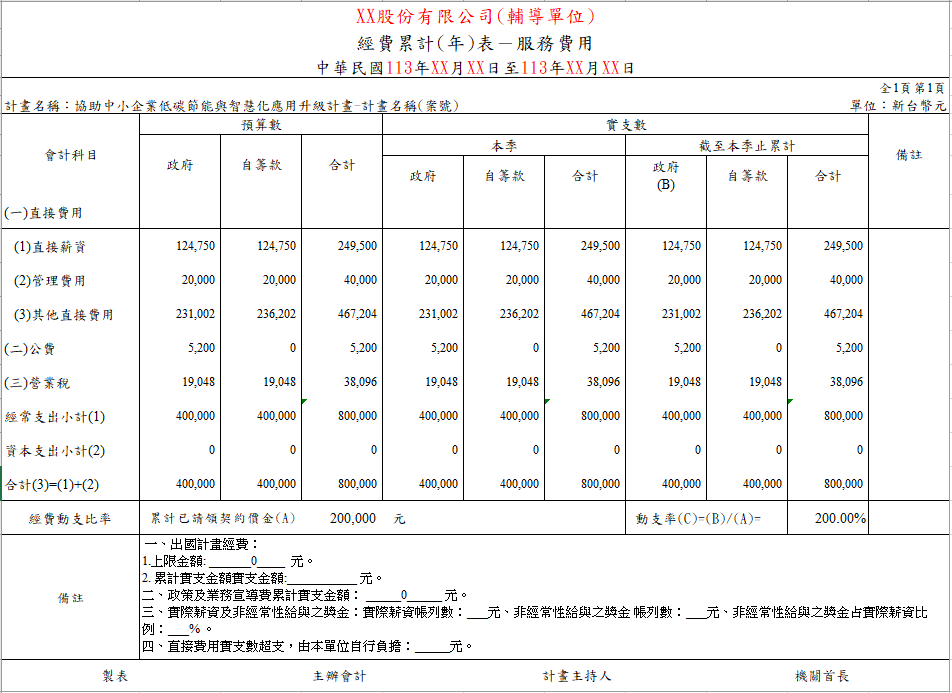 XX股份有限公司(輔導單位)
經費累計(年)表－服務費用
中華民國113年XX月XX日至113年XX月XX日
全1頁 第1頁
計畫名稱：協助中小企業低碳節能與智慧化應用升級計畫-計畫名稱(案號)
單位：新台幣元
會計科目 預算數 實支數 備註
本季 截至本季止累計
政府 自籌款 合計 政府 自籌款 合計 政府 自籌款 合計
(B)
(一)直接費用
(1)直接薪資 124,750 124,750 249,500 124,750 124,750 249,500 124,750 124,750 249,500
(2)管理費用 20,000 20,000 40,000 20,000 20,000 40,000 20,000 20,000 40,000
(3)其他直接費用 231,002 236,202 467,204 231,002 236,202 467,204 231,002 236,202 467,204
(二)公費 5,200 0 5,200 5,200 0 5,200 5,200 0 5,200
(三)營業稅 19,048 19,048 38,096 19,048 19,048 38,096 19,048 19,048 38,096
經常支出小計(1) 400,000 400,000 800,000 400,000 400,000 800,000 400,000 400,000 800,000
資本支出小計(2) 0 0 0 0 0 0 0 0 0
合計(3)=(1)+(2) 400,000 400,000 800,000 400,000 400,000 800,000 400,000 400,000 800,000
經費動支比率 累計已請領契約價金(A) 200,000 元 動支率(C)=(B)/(A)= 200.00%
備註
一、出國計畫經費：
1.上限金額: ______0____ 元。
2. 累計實支金額實支金額:__________ 元。
二、政策及業務宣導費累計實支金額： _____0_____ 元。
三、實際薪資及非經常性給與之獎金：實際薪資帳列數：___元、非經常性給與之獎金 帳列數：___元、非經常性給與之獎金占實際薪資比
例：___% 。
四、直接費用實支數超支，由本單位自行負擔：_____元。
製表 主辦會計 計畫主持人 機關首長